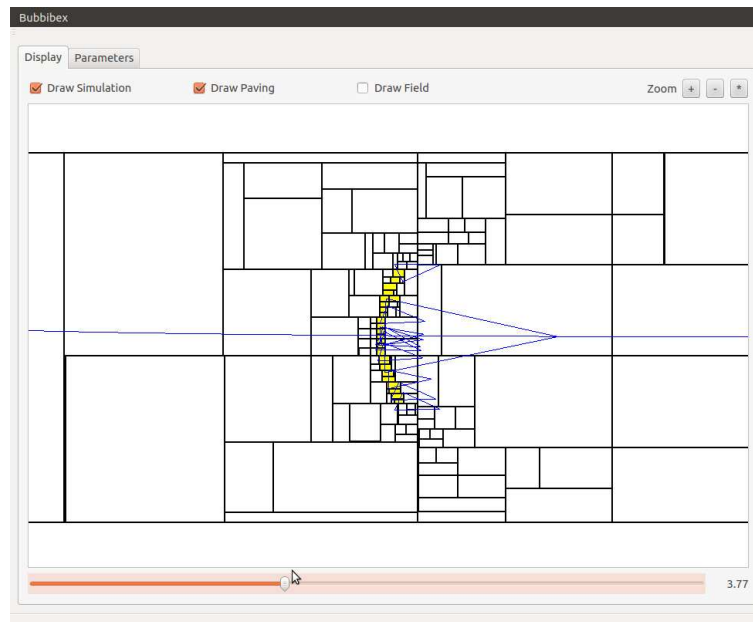 Bubbibex
Display Parameters
Draw Simulation Draw Paving Draw Field Zoom + - *
3.77